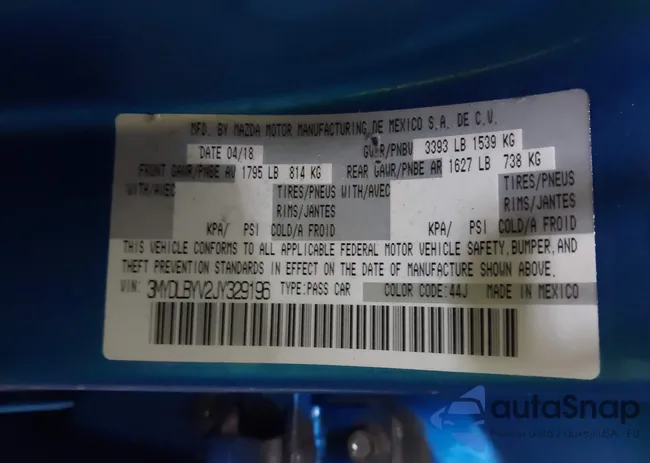 MFD. BY MAZDA MOTOR MANUFACTURING DE MEXICO S.A. DE C.V.
DATE 04/18 GVWR/PNBV 3393 LB 1539 KG
FRONT GAWR/PNBE AV 1795 LB 814 KG REAR GAWR/PNBE AR 1627 LB 738 KG
WITH/AVEC TIRES/PNEUS WITH/AVEC TIRES/PNEUS
RIMS/JANTES RIMS/JANTES
KPA/ PSI COLD/A FROID KPA/ PSI COLD/A FROID
THIS VEHICLE CONFORMS TO ALL APPLICABLE FEDERAL MOTOR VEHICLE SAFETY, BUMPER, AND
THEFT PREVENTION STANDARDS IN EFFECT ON THE DATE OF MANUFACTURE SHOWN ABOVE.
VIN: 3MYDLBYV2JY329196 TYPE:PASS CAR COLOR CODE:44J MADE IN MEXICO
autaSnap